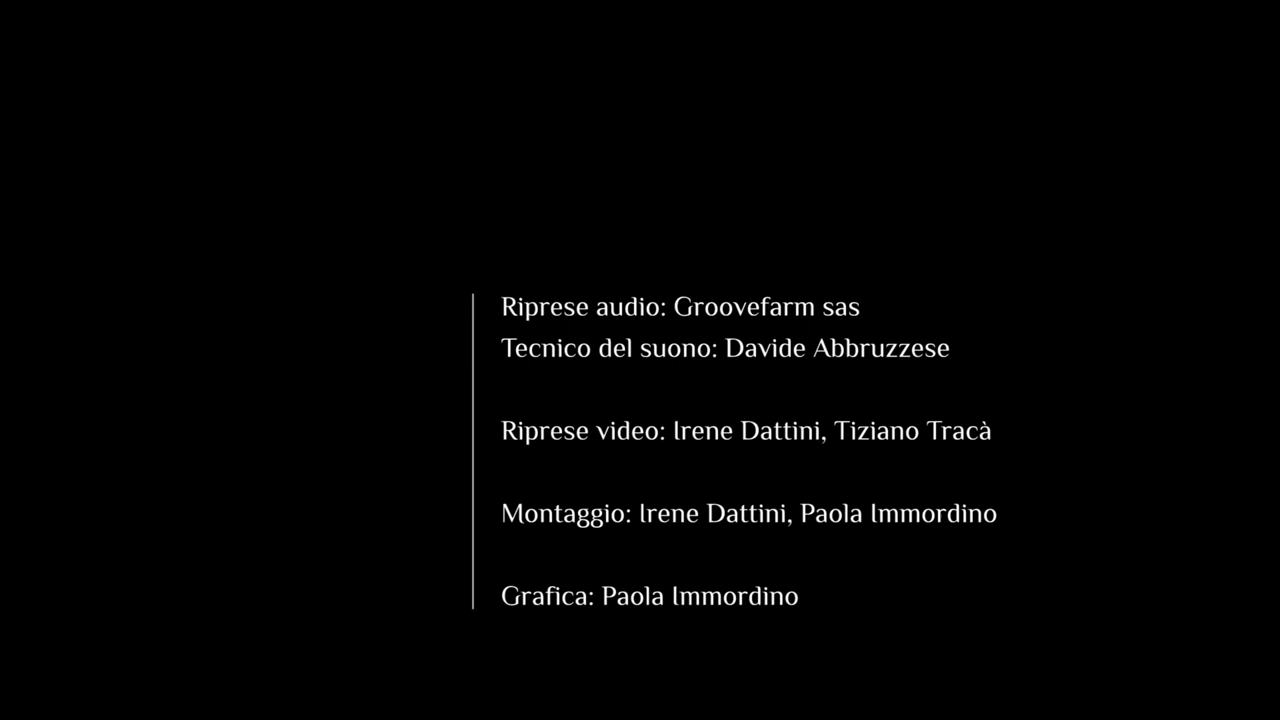 Riprese audio: Groovefarm sas
Tecnico del suono: Davide Abbruzzese
Riprese video: Irene Dattini, Tiziano Tracà
Montaggio: Irene Dattini, Paola Immordino
Grafica: Paola Immordino